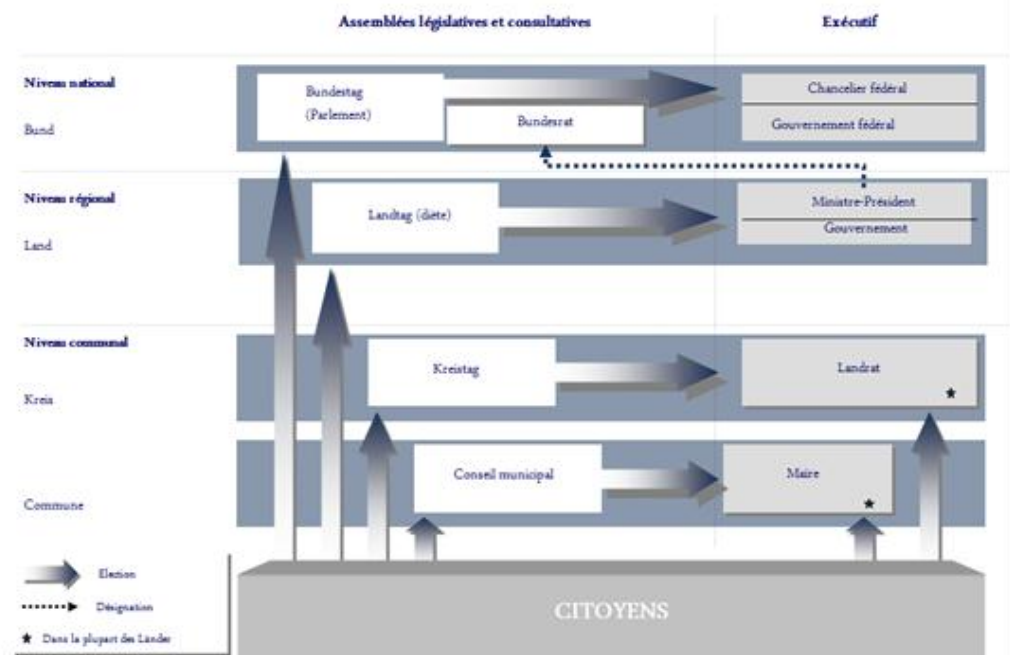 Assemblées législatives et consultatives
Exécutif
Niveau national
Bund
Bundestag
(Parlement)
Bundesrat
Chancelier fédéral
Gouvernement fédéral
Niveau régional
Land
Landtag (diète)
Ministre-Président
Gouvernement
Niveau communal
Kreis
Kreistag
Landrat
★
Commune
Conseil municipal
Maire
★
Election
Désignation
★ Dans la plupart des Länder
CITOYENS